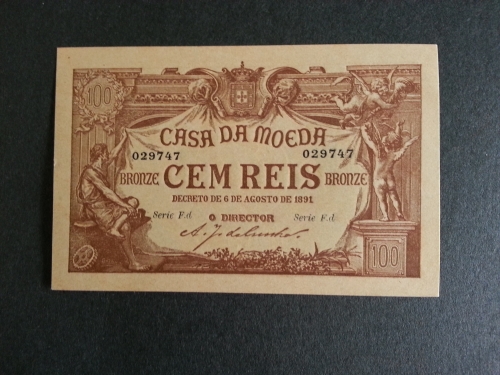 100
CASA DA MOEDA
029747 029747
BRONZE CEM REIS BRONZE
DECRETO DE 6 DE AGOSTO DE 1891
Serie F.d O DIRECTOR Serie F.d
100